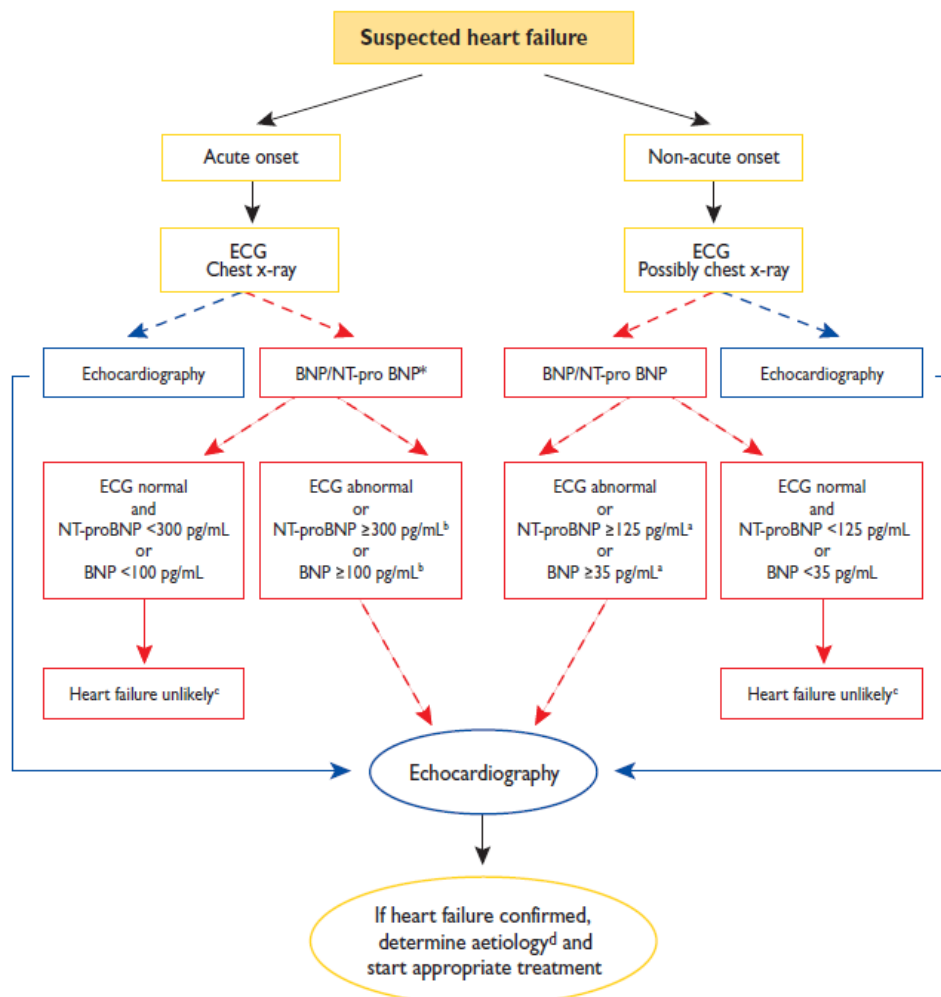 Suspected heart failure
Acute onset
Non-acute onset
ECG
Chest x-ray
ECG
Possibly chest x-ray
Echocardiography
BNP/NT-pro BNP*
BNP/NT-pro BNP
Echocardiography
ECG normal
and
NT-proBNP <300 pg/mL
or
BNP <100 pg/mL
ECG abnormal
or
NT-proBNP ≥300 pg/mLᵇ
or
BNP ≥100 pg/mLᵇ
ECG abnormal
or
NT-proBNP ≥125 pg/mLᵃ
or
BNP ≥35 pg/mLᵃ
ECG normal
and
NT-proBNP <125 pg/mL
or
BNP <35 pg/mL
Heart failure unlikelyᶜ
Heart failure unlikelyᶜ
Echocardiography
If heart failure confirmed,
determine aetiologyᵈ and
start appropriate treatment